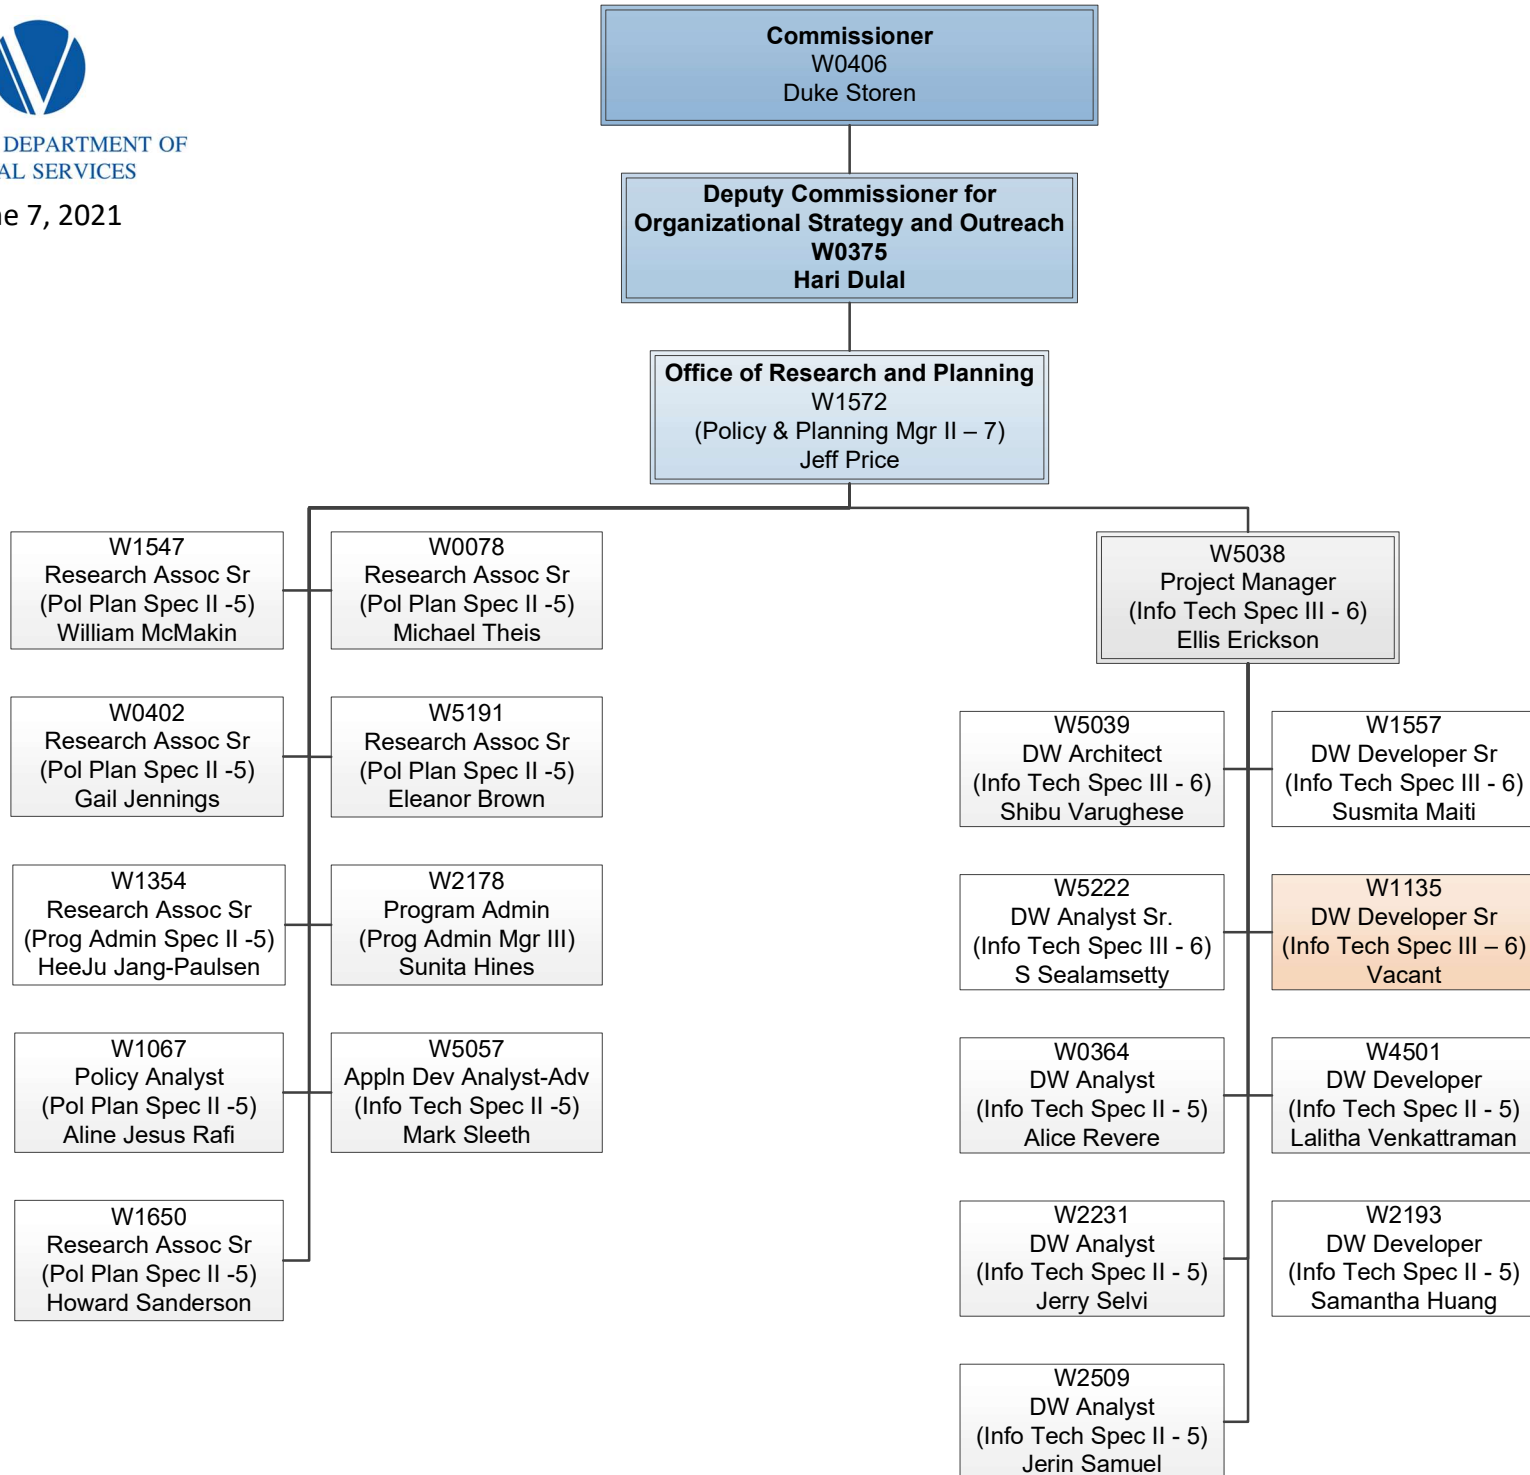 DEPARTMENT OF
AL SERVICES
ne 7, 2021
Commissioner
W0406
Duke Storen
Deputy Commissioner for
Organizational Strategy and Outreach
W0375
Hari Dulal
Office of Research and Planning
W1572
(Policy & Planning Mgr II – 7)
Jeff Price
W1547
Research Assoc Sr
(Pol Plan Spec II -5)
William McMakin
W0078
Research Assoc Sr
(Pol Plan Spec II -5)
Michael Theis
W0402
Research Assoc Sr
(Pol Plan Spec II -5)
Gail Jennings
W5191
Research Assoc Sr
(Pol Plan Spec II -5)
Eleanor Brown
W1354
Research Assoc Sr
(Prog Admin Spec II -5)
HeeJu Jang-Paulsen
W2178
Program Admin
(Prog Admin Mgr III)
Sunita Hines
W1067
Policy Analyst
(Pol Plan Spec II -5)
Aline Jesus Rafi
W5057
Appln Dev Analyst-Adv
(Info Tech Spec II -5)
Mark Sleeth
W1650
Research Assoc Sr
(Pol Plan Spec II -5)
Howard Sanderson
W5038
Project Manager
(Info Tech Spec III - 6)
Ellis Erickson
W5039
DW Architect
(Info Tech Spec III - 6)
Shibu Varughese
W1557
DW Developer Sr
(Info Tech Spec III - 6)
Susmita Maiti
W5222
DW Analyst Sr.
(Info Tech Spec III - 6)
S Sealamsetty
W1135
DW Developer Sr
(Info Tech Spec III – 6)
Vacant
W0364
DW Analyst
(Info Tech Spec II - 5)
Alice Revere
W4501
DW Developer
(Info Tech Spec II - 5)
Lalitha Venkattraman
W2231
DW Analyst
(Info Tech Spec II - 5)
Jerry Selvi
W2193
DW Developer
(Info Tech Spec II - 5)
Samantha Huang
W2509
DW Analyst
(Info Tech Spec II - 5)
Jerin Samuel